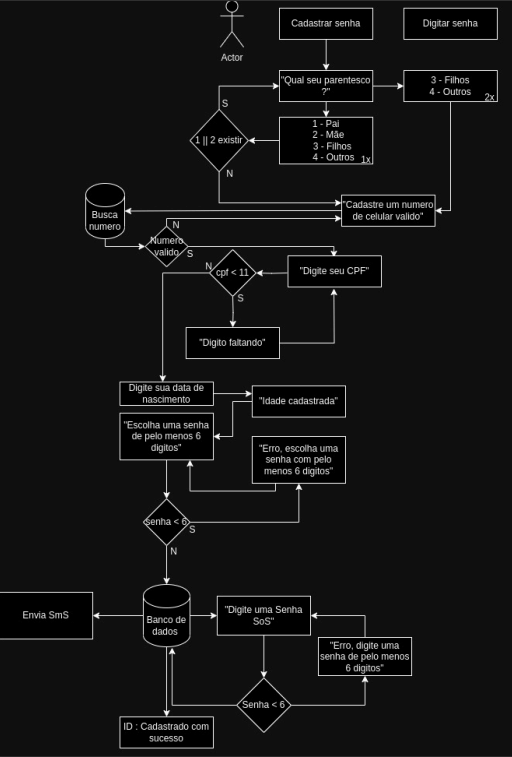 Actor
Cadastrar senha
Digitar senha
"Qual seu parentesco
?"
3 - Filhos
4 - Outros
2x
S
1 || 2 existir
1 - Pai
2 - Mãe
3 - Filhos
4 - Outros
1x
N
Busca
numero
"Cadastre um numero
de celular valido"
N
Numero
valido
S
N
cpf < 11
"Digite seu CPF"
S
"Digito faltando"
Digite sua data de
nascimento
"Idade cadastrada"
"Escolha uma senha
de pelo menos 6
digitos"
"Erro, escolha uma
senha com pelo
menos 6 digitos"
senha < 6
S
N
Envia SmS
Banco de
dados
"Digite uma Senha
SoS"
"Erro, digite uma
senha de pelo menos
6 digitos"
Senha < 6
ID : Cadastrado com
sucesso